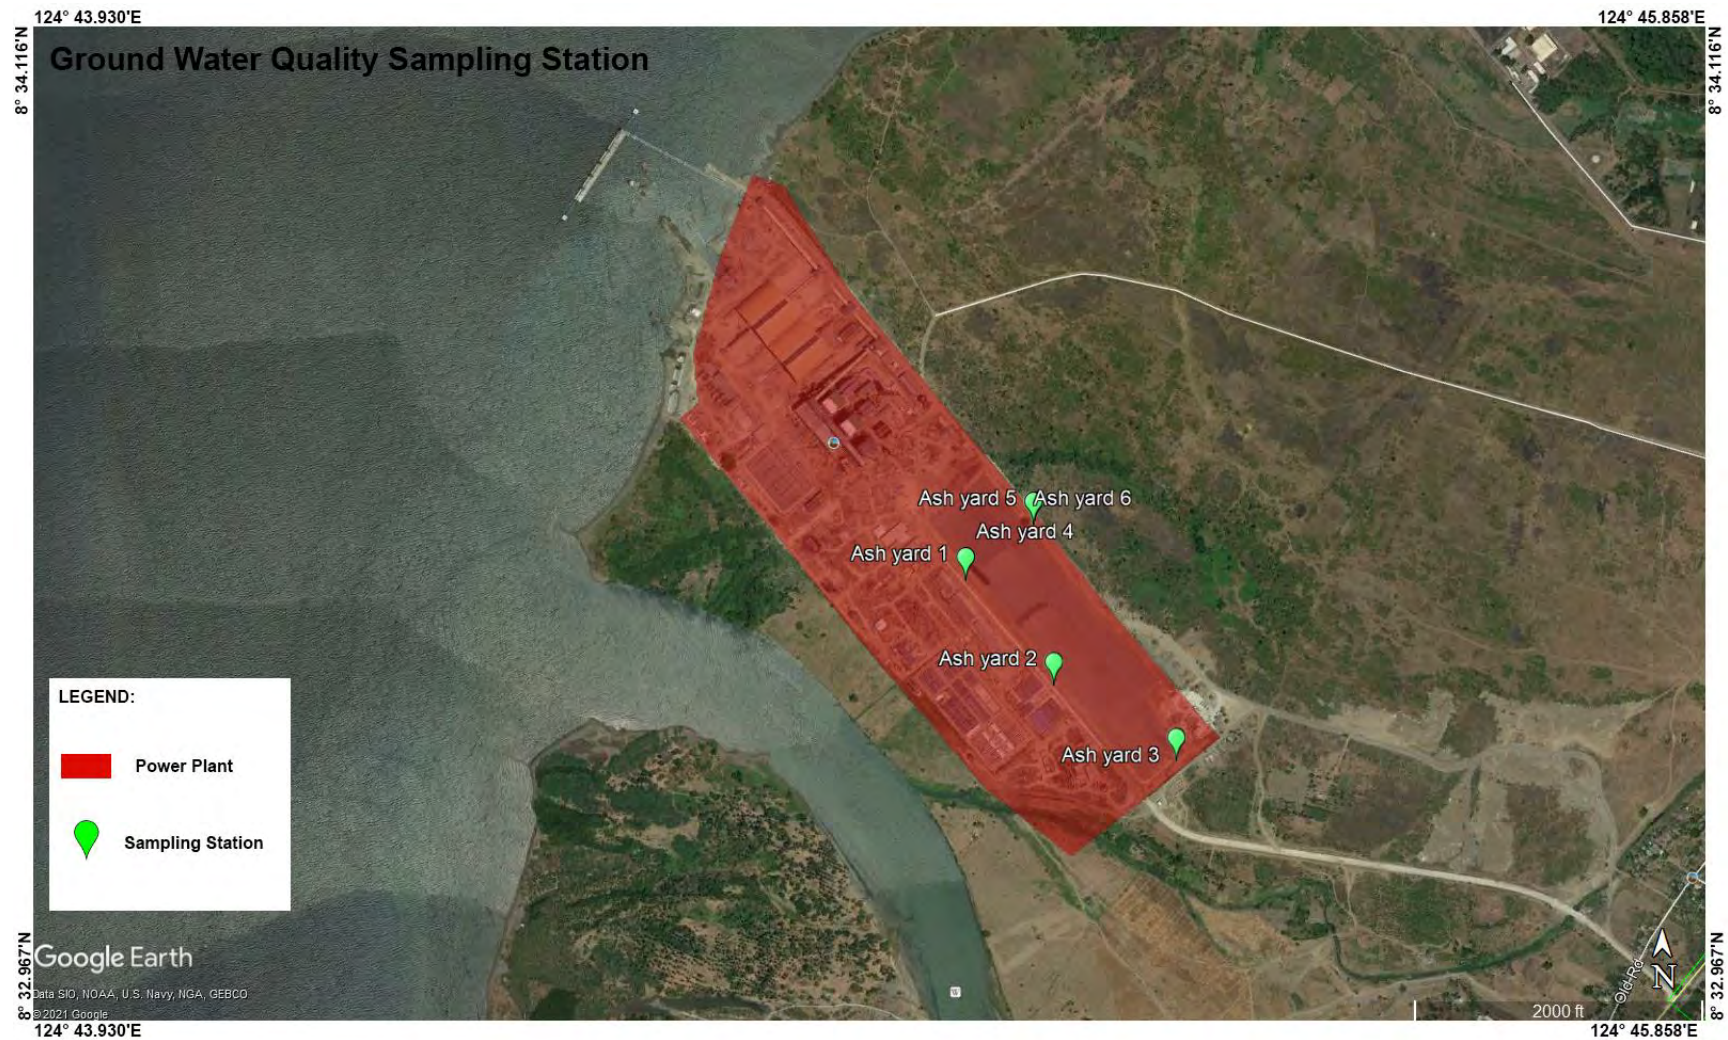 124° 43.930'E
124° 45.858'E
8° 34.116'N
8° 34.116'N
Ground Water Quality Sampling Station
Ash yard 5
Ash yard 6
Ash yard 4
Ash yard 1
Ash yard 2
Ash yard 3
LEGEND:
Power Plant
Sampling Station
Google Earth
Data SIO, NOAA, U.S. Navy, NGA, GEBCO
©2021 Google
Old-Rd
N
2000 ft
8° 32.967'N
8° 32.967'N
124° 43.930'E
124° 45.858'E